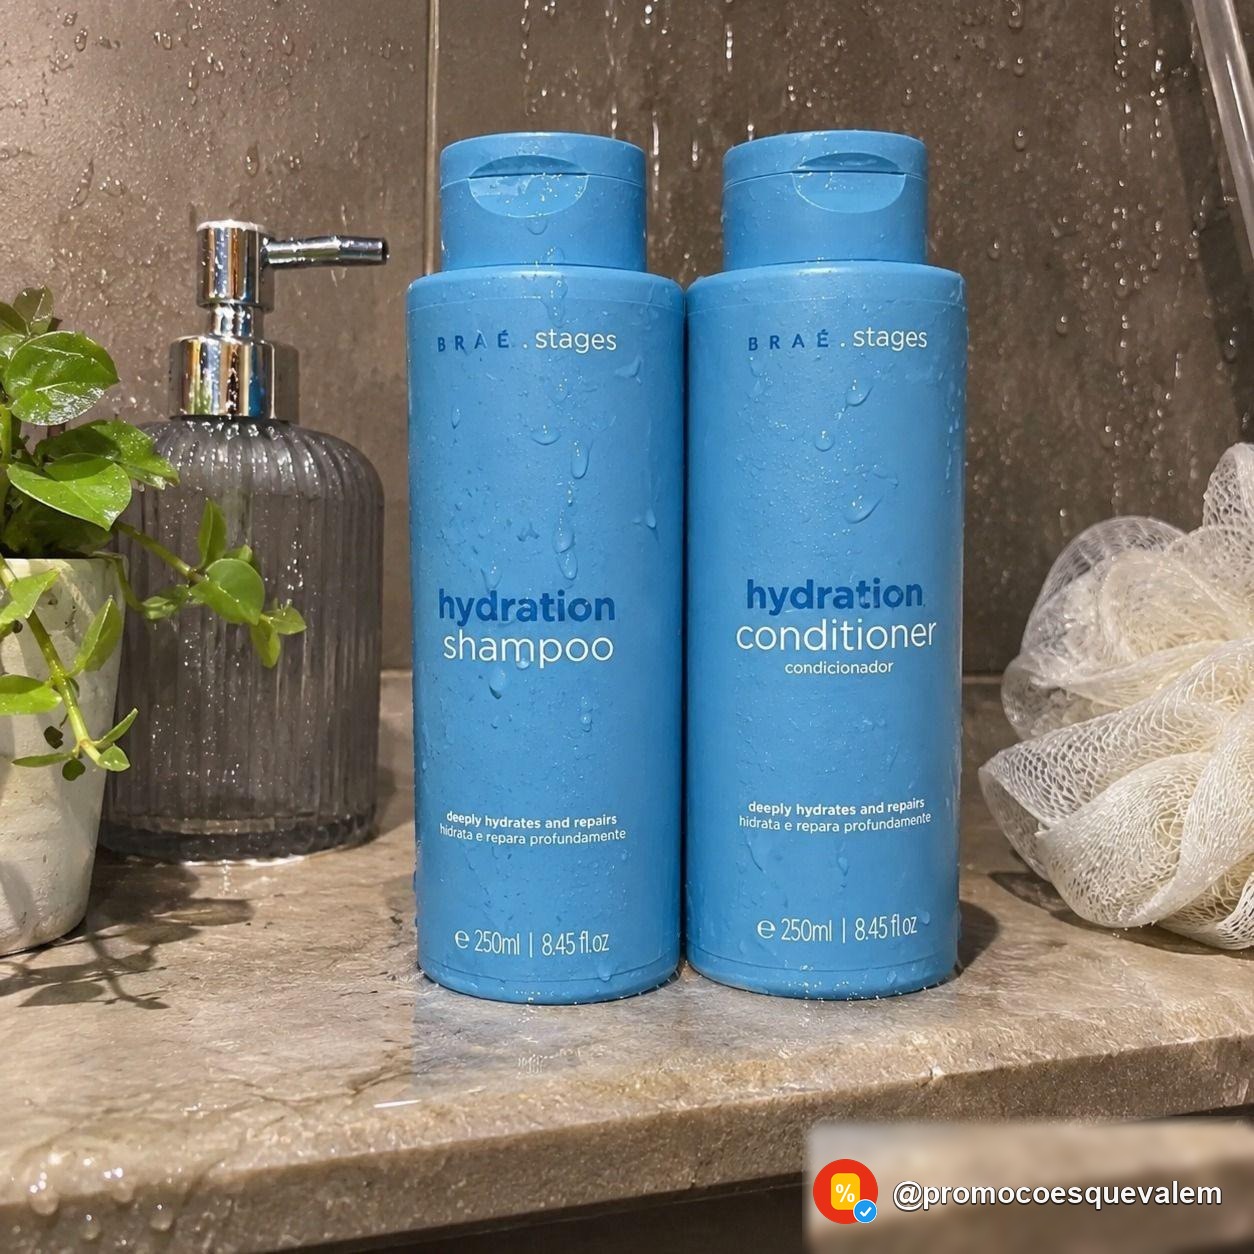 BRAÉ.stages
hydration
shampoo
deeply hydrates and repairs
hidrata e repara profundamente
℮ 250ml | 8.45 fl.oz
BRAÉ.stages
hydration
conditioner
condicionador
deeply hydrates and repairs
hidrata e repara profundamente
℮ 250ml | 8.45 fl oz
%
@promocoesquevalem